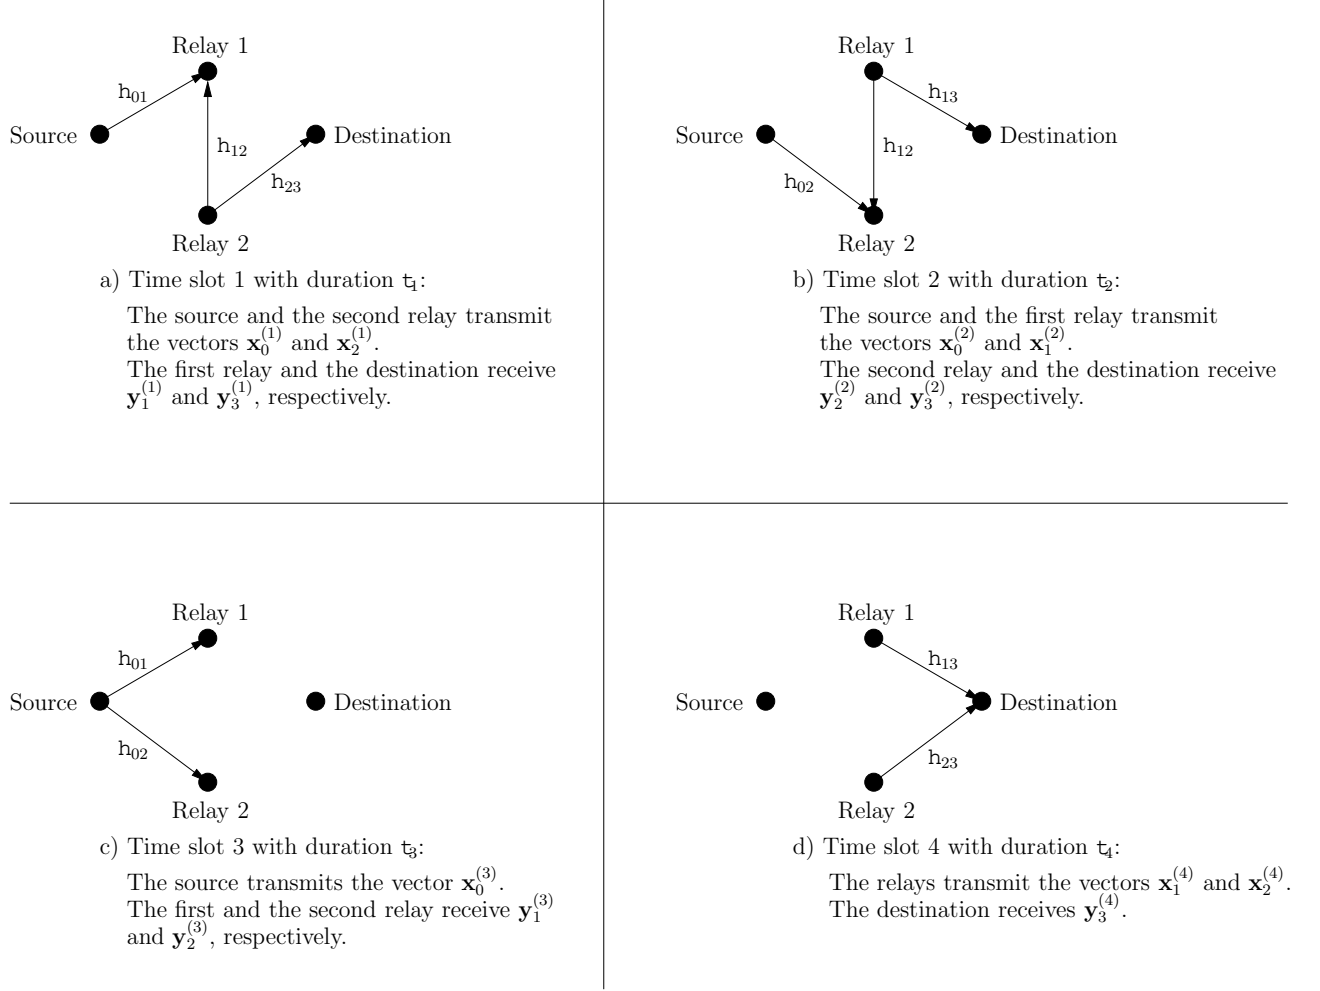 Relay 1
h01
Source
Destination
h12
h23
Relay 2
a) Time slot 1 with duration t1:
The source and the second relay transmit
the vectors x0^(1) and x2^(1).
The first relay and the destination receive
y1^(1) and y3^(1), respectively.
Relay 1
h13
Source
Destination
h12
h02
Relay 2
b) Time slot 2 with duration t2:
The source and the first relay transmit
the vectors x0^(2) and x1^(2).
The second relay and the destination receive
y2^(2) and y3^(2), respectively.
Relay 1
h01
Source
Destination
h02
Relay 2
c) Time slot 3 with duration t3:
The source transmits the vector x0^(3).
The first and the second relay receive y1^(3)
and y2^(3), respectively.
Relay 1
h13
Source
Destination
h23
Relay 2
d) Time slot 4 with duration t4:
The relays transmit the vectors x1^(4) and x2^(4).
The destination receives y3^(4).